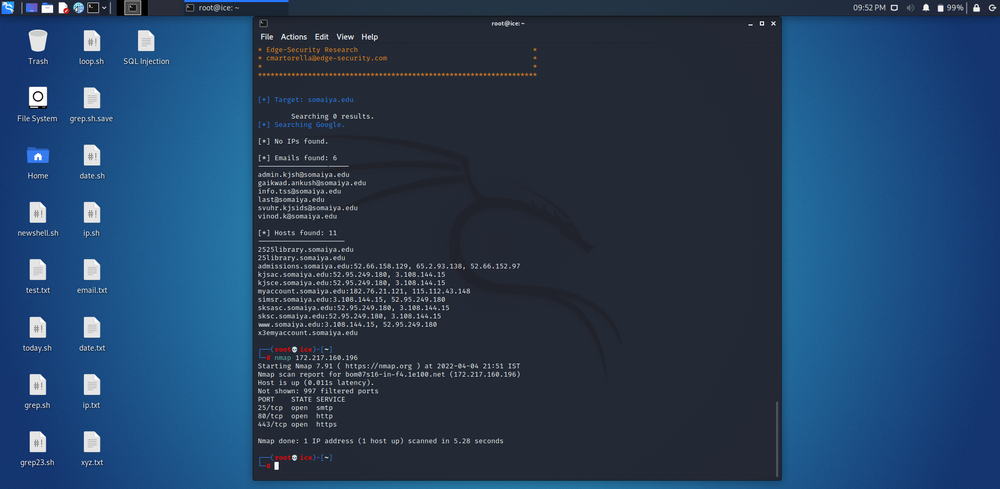 root@ice: ~
09:52 PM
99%
Trash
loop.sh
SQL Injection
File System
grep.sh.save
Home
date.sh
newshell.sh
ip.sh
test.txt
email.txt
today.sh
date.txt
grep.sh
ip.txt
grep23.sh
xyz.txt
root@ice: ~
File Actions Edit View Help
* Edge-Security Research *
* cmartorella@edge-security.com *
* *
*******************************************************************
[*] Target: somaiya.edu
Searching 0 results.
[*] Searching Google.
[*] No IPs found.
[*] Emails found: 6
----------------------
admin.kjsh@somaiya.edu
gaikwad.ankush@somaiya.edu
info.tss@somaiya.edu
last@somaiya.edu
svuhr.kjsids@somaiya.edu
vinod.k@somaiya.edu
[*] Hosts found: 11
---------------------
2525library.somaiya.edu
25library.somaiya.edu
admissions.somaiya.edu:52.66.158.129, 65.2.93.138, 52.66.152.97
kjsac.somaiya.edu:52.95.249.180, 3.108.144.15
kjsce.somaiya.edu:52.95.249.180, 3.108.144.15
myaccount.somaiya.edu:182.76.21.121, 115.112.43.148
simsr.somaiya.edu:3.108.144.15, 52.95.249.180
sksasc.somaiya.edu:52.95.249.180, 3.108.144.15
sksc.somaiya.edu:52.95.249.180, 3.108.144.15
www.somaiya.edu:3.108.144.15, 52.95.249.180
x3emyaccount.somaiya.edu
┌──(root💀ice)-[~]
└─# nmap 172.217.160.196
Starting Nmap 7.91 ( https://nmap.org ) at 2022-04-04 21:51 IST
Nmap scan report for bom07s16-in-f4.1e100.net (172.217.160.196)
Host is up (0.011s latency).
Not shown: 997 filtered ports
PORT    STATE SERVICE
25/tcp  open  smtp
80/tcp  open  http
443/tcp open  https
Nmap done: 1 IP address (1 host up) scanned in 5.28 seconds
┌──(root💀ice)-[~]
└─#